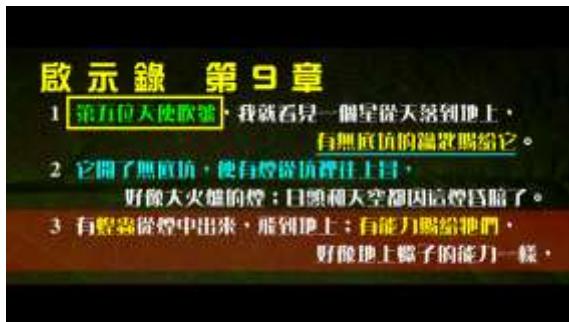 啟示錄 第9章
1 第五位天使吹號，我就看見一個星從天落到地上，
有無底坑的鑰匙賜給它。
2 它開了無底坑，便有煙從坑裡往上冒，
好像大火爐的煙；日頭和天空都因這煙昏暗了。
3 有蝗蟲從煙中出來，飛到地上；有能力賜給牠們，
好像地上蠍子的能力一樣，